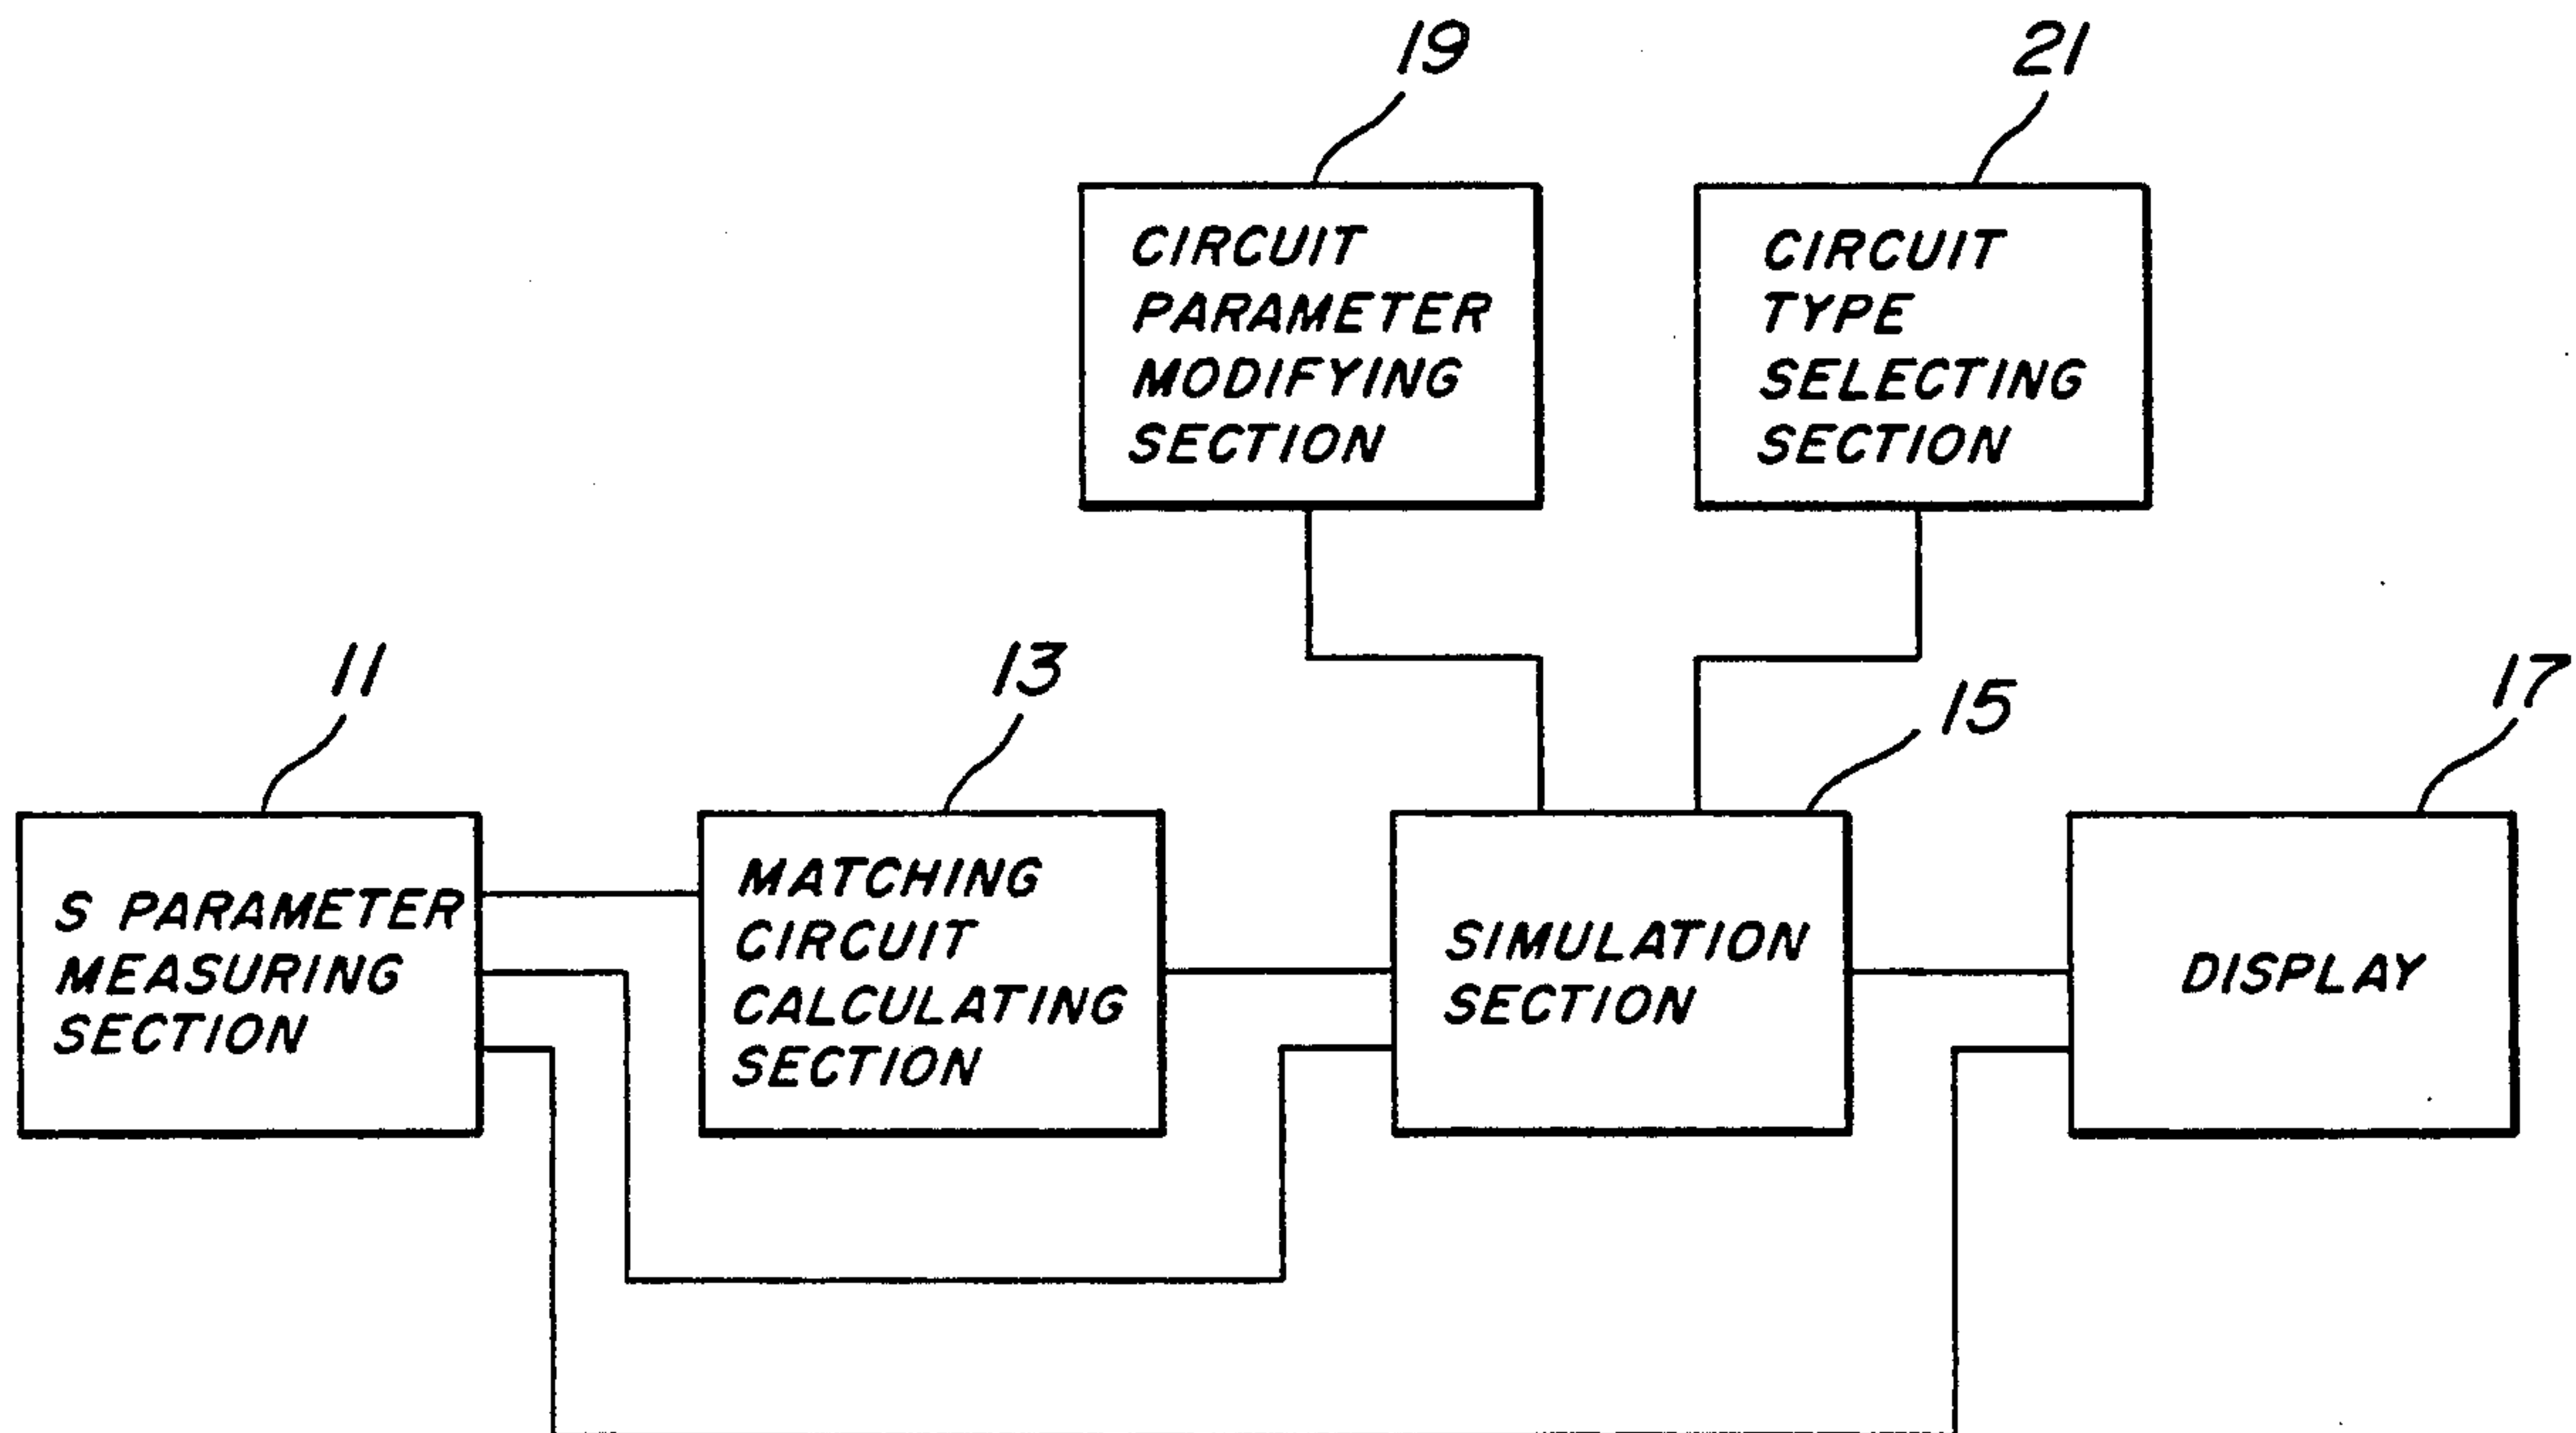 19
21
CIRCUIT
PARAMETER
MODIFYING
SECTION
CIRCUIT
TYPE
SELECTING
SECTION
11
13
15
17
S PARAMETER
MEASURING
SECTION
MATCHING
CIRCUIT
CALCULATING
SECTION
SIMULATION
SECTION
DISPLAY